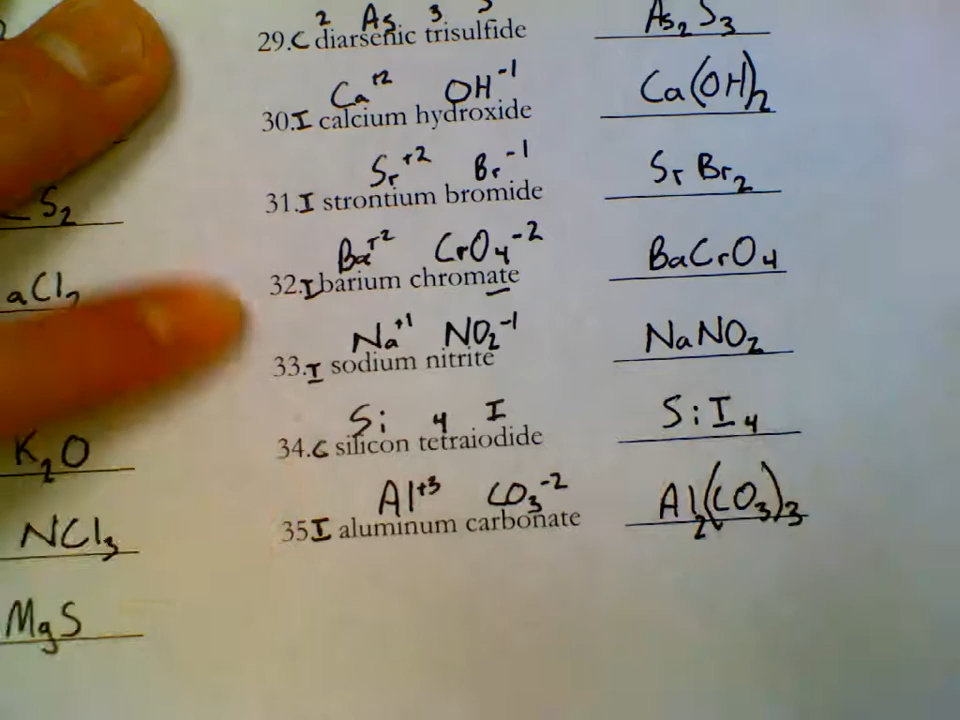 2 As 3 S
29.C diarsenic trisulfide As2S3
Ca+2 OH-1
30.I calcium hydroxide Ca(OH)2
Sr+2 Br-1
31.I strontium bromide SrBr2
S2
Ba+2 CrO4-2
32.I barium chromate BaCrO4
aCl2
Na+1 NO2-1
33.I sodium nitrite NaNO2
Si 4 I
34.C silicon tetraiodide SiI4
K2O
Al+3 CO3-2
35 I aluminum carbonate Al2(CO3)3
NCl3
MgS